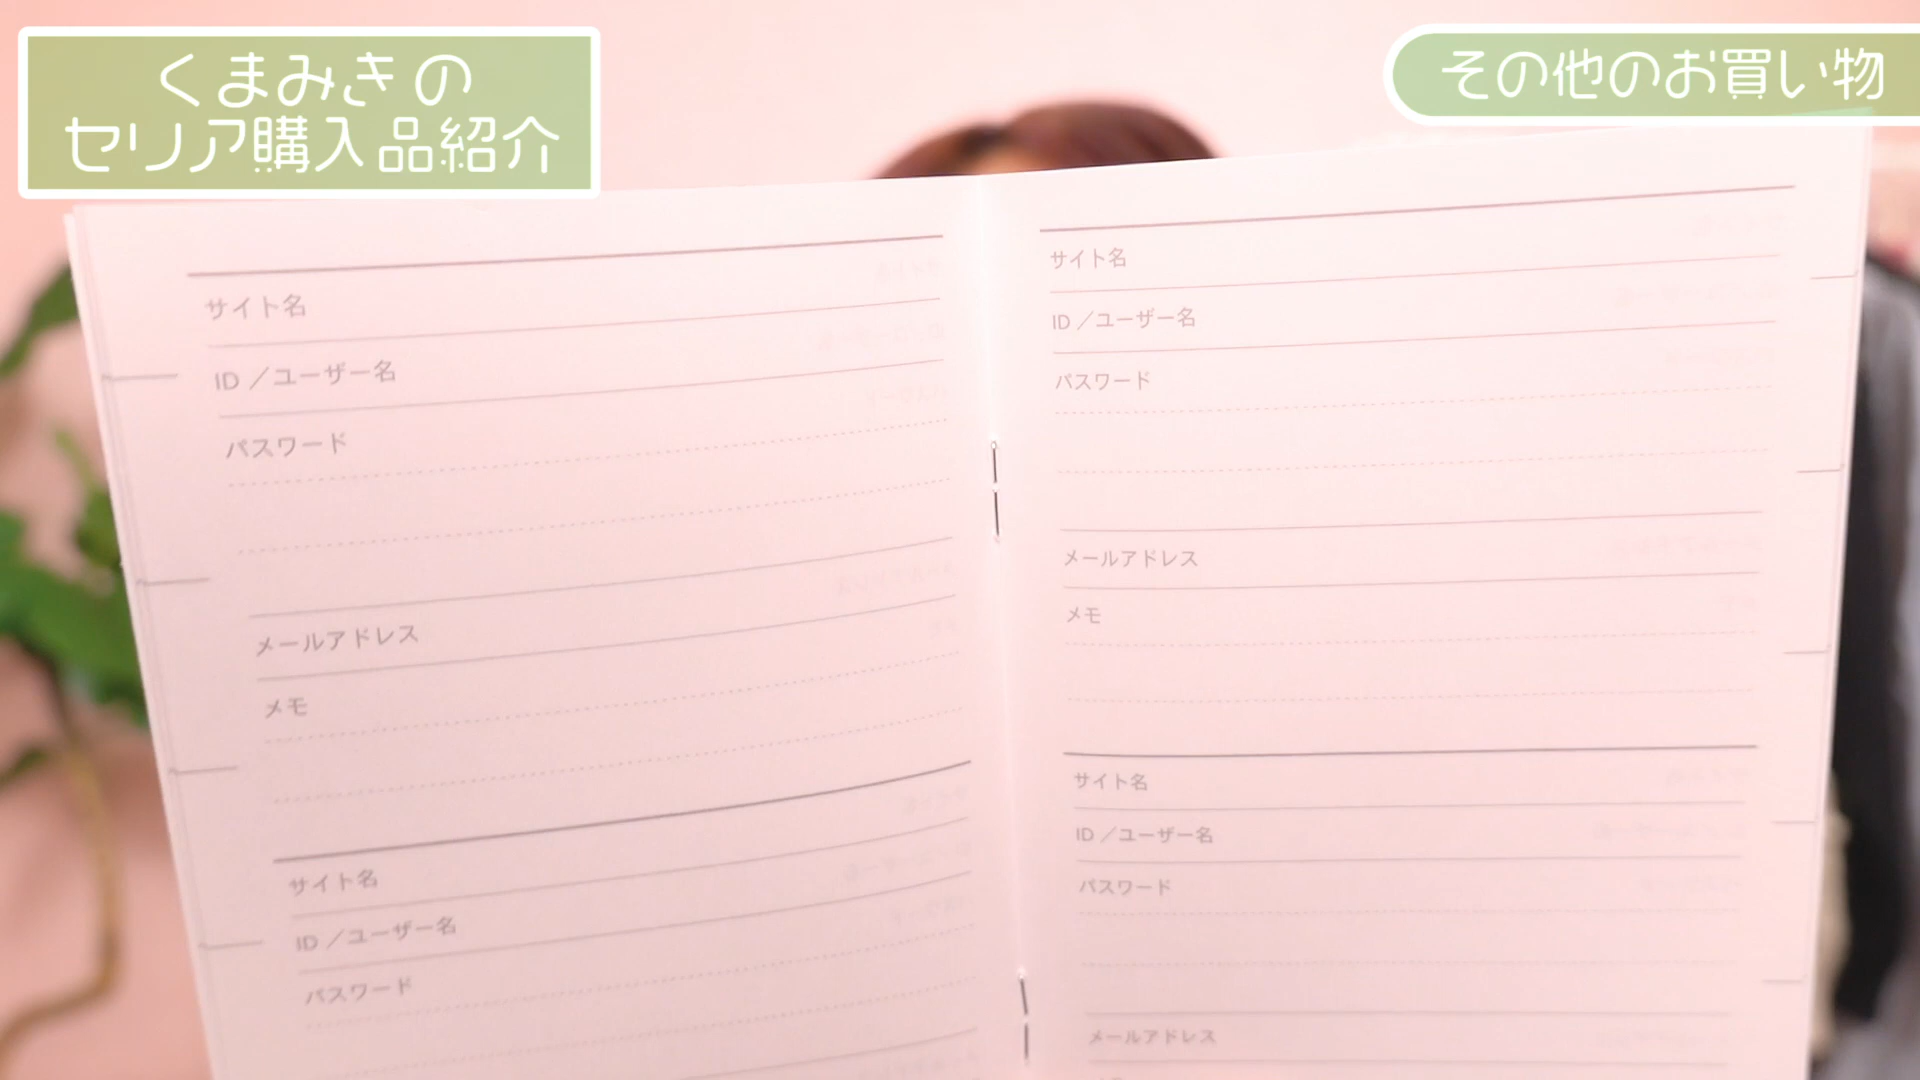 くまみきの
セリア購入品紹介
その他のお買い物
サイト名
ID／ユーザー名
パスワード
メールアドレス
メモ
サイト名
ID／ユーザー名
パスワード
サイト名
ID／ユーザー名
パスワード
メールアドレス
メモ
サイト名
ID／ユーザー名
パスワード
メールアドレス